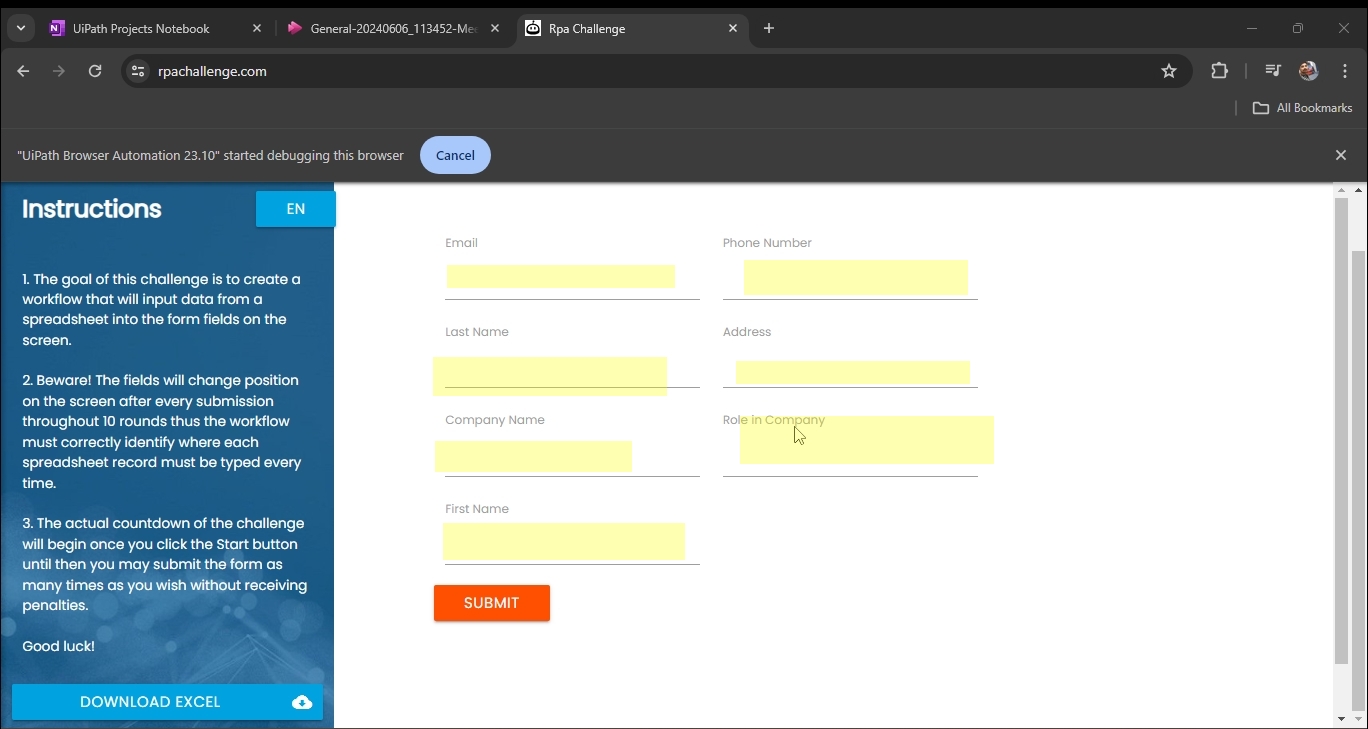 UiPath Projects Notebook
General-20240606_113452-Mee
Rpa Challenge
rpachallenge.com
All Bookmarks
"UiPath Browser Automation 23.10" started debugging this browser
Cancel
Instructions
EN
1. The goal of this challenge is to create a
workflow that will input data from a
spreadsheet into the form fields on the
screen.
2. Beware! The fields will change position
on the screen after every submission
throughout 10 rounds thus the workflow
must correctly identify where each
spreadsheet record must be typed every
time.
3. The actual countdown of the challenge
will begin once you click the Start button
until then you may submit the form as
many times as you wish without receiving
penalties.
Good luck!
DOWNLOAD EXCEL
Email
Phone Number
Last Name
Address
Company Name
Role in Company
First Name
SUBMIT